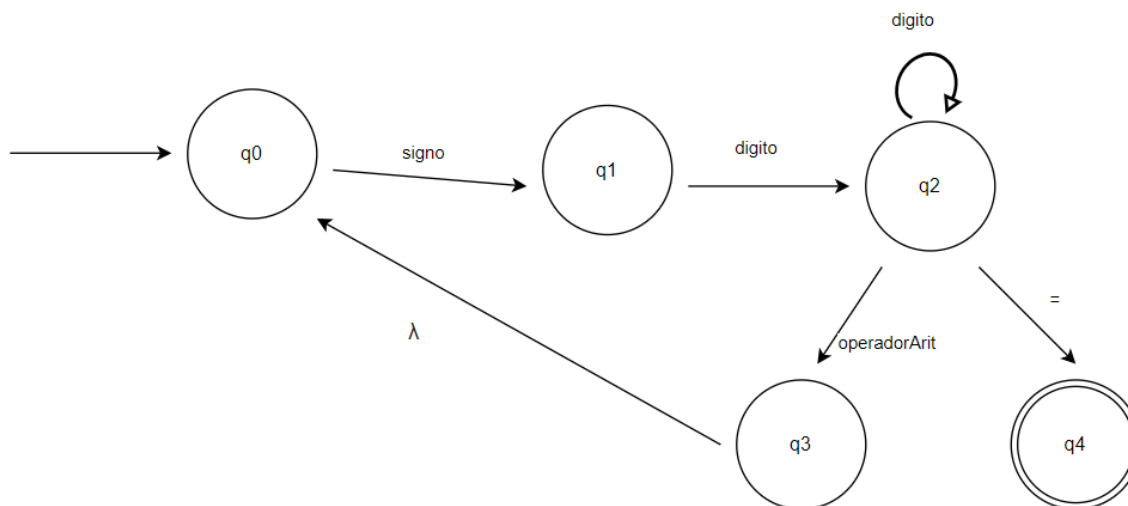 digito
q0
signo
q1
digito
q2
λ
operadorArit
=
q3
q4